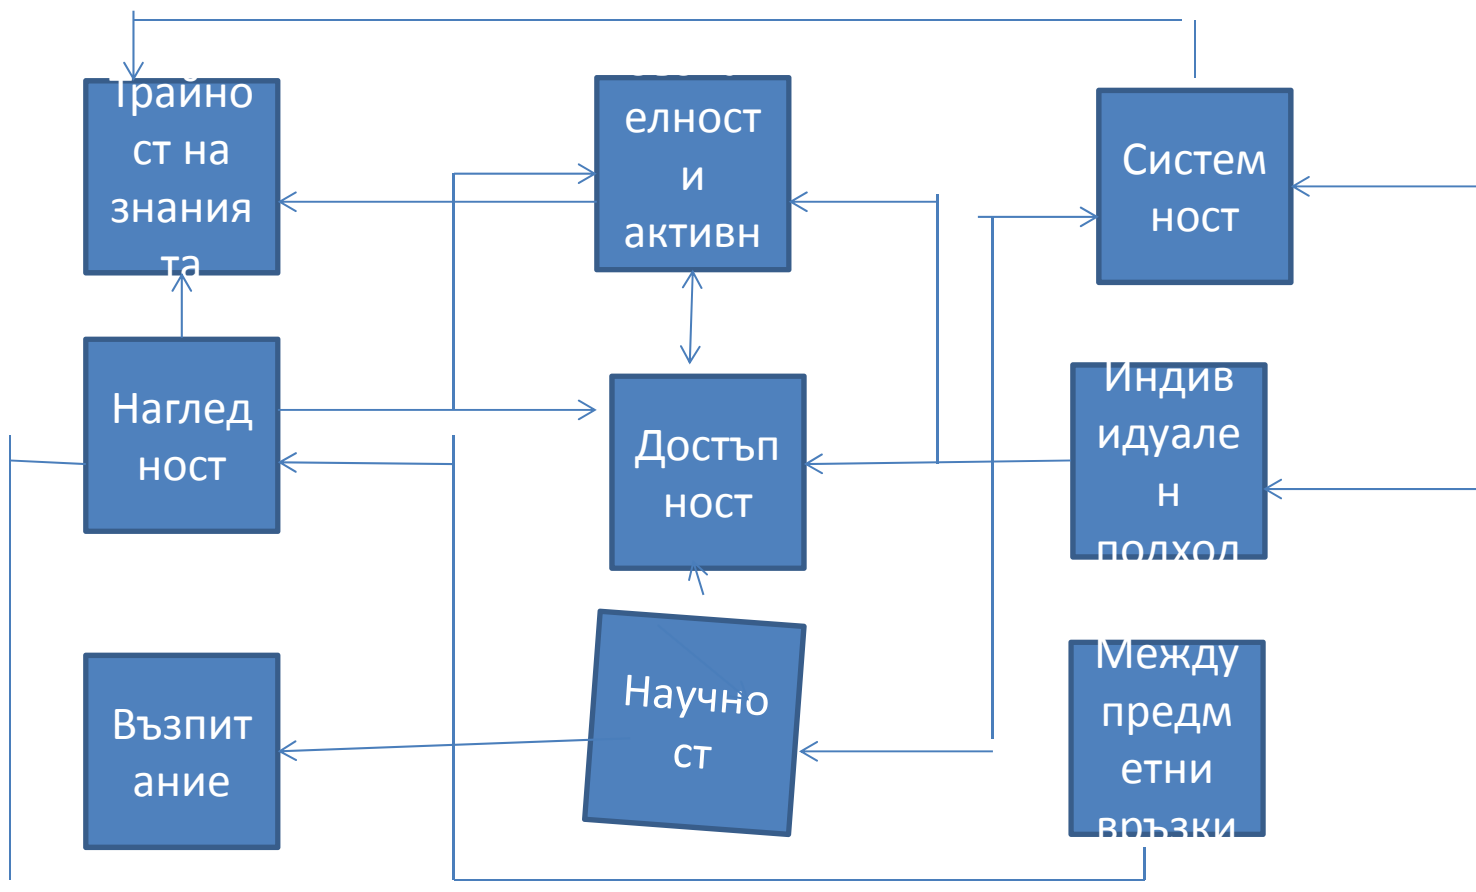 Трайно
ст на
знания
та
елност
и
активн
Систем
ност
Наглед
ност
Достъп
ност
Индив
идуале
н
подход
Възпит
ание
Научно
ст
Между
предм
етни
връзки